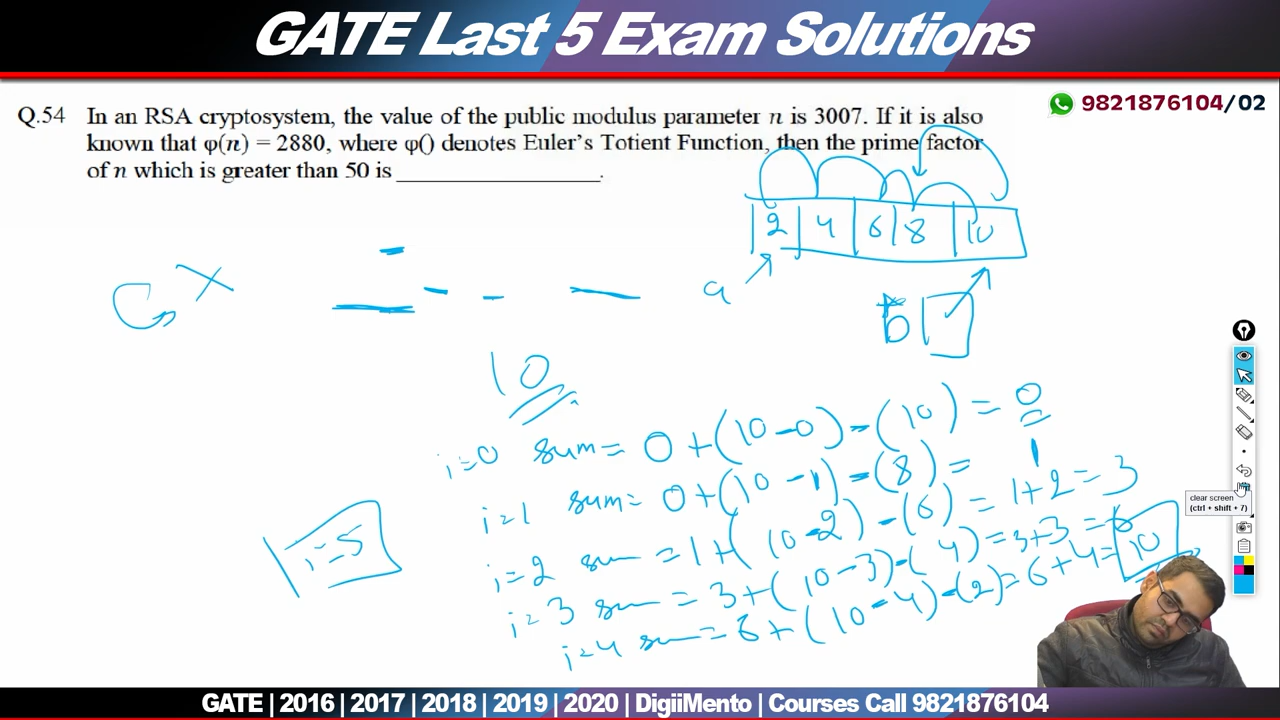 GATE Last 5 Exam Solutions
9821876104/02
Q.54 In an RSA cryptosystem, the value of the public modulus parameter n is 3007. If it is also
known that φ(n) = 2880, where φ() denotes Euler's Totient Function, then the prime factor
of n which is greater than 50 is ____________________.
2 4 6 8 10
a
b
G X
10
i=0 sum= 0 +(10-0)-(10) = 0
i=1 sum= 0+(10-1)-(8) = 1
i=2 sum = 1+(10-2)-(6) = 1+2=3
i=3 sum = 3+(10-3)-(4)=3+3=6
i=4 sum = 6+(10-4)-(2)=6+4=10
i=5
clear screen
(ctrl + shift + 7)
GATE | 2016 | 2017 | 2018 | 2019 | 2020 | DigiiMento | Courses Call 9821876104